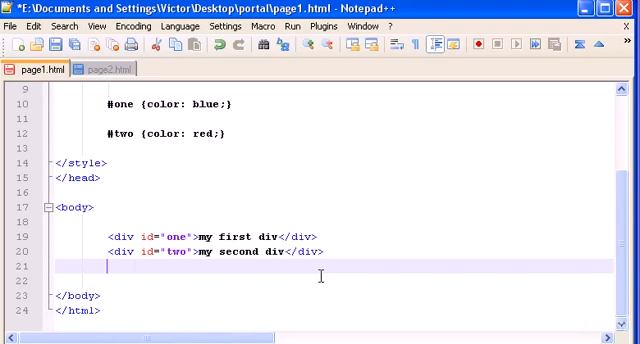 *E:\Documents and Settings\Victor\Desktop\portal\page1.html - Notepad++
File Edit Search View Encoding Language Settings Macro Run Plugins Window ? X
page1.html page2.html
9
10 #one {color: blue;}
11
12 #two {color: red;}
13
14 </style>
15 </head>
16
17 <body>
18
19 <div id="one">my first div</div>
20 <div id="two">my second div</div>
21
22
23 </body>
24 </html>